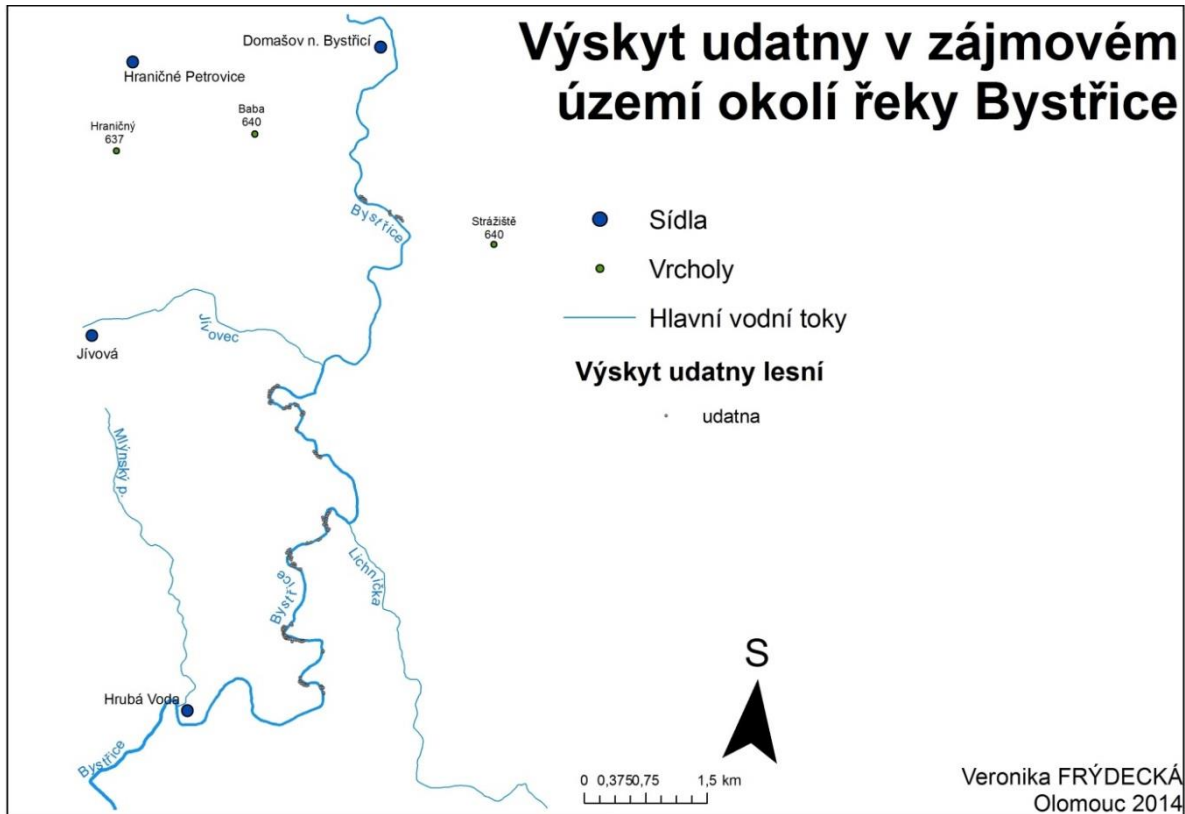 Výskyt udatny v zájmovém
území okolí řeky Bystřice
Domašov n. Bystřicí
Hraničné Petrovice
Baba
640
Hraničný
637
Bystřice
Strážiště
640
Sídla
Vrcholy
Hlavní vodní toky
Výskyt udatny lesní
udatna
Jívovec
Jívová
Mlýnský p.
Lichnička
Bystřice
Hrubá Voda
Bystřice
S
0 0,3750,75 1,5 km
Veronika FRÝDECKÁ
Olomouc 2014